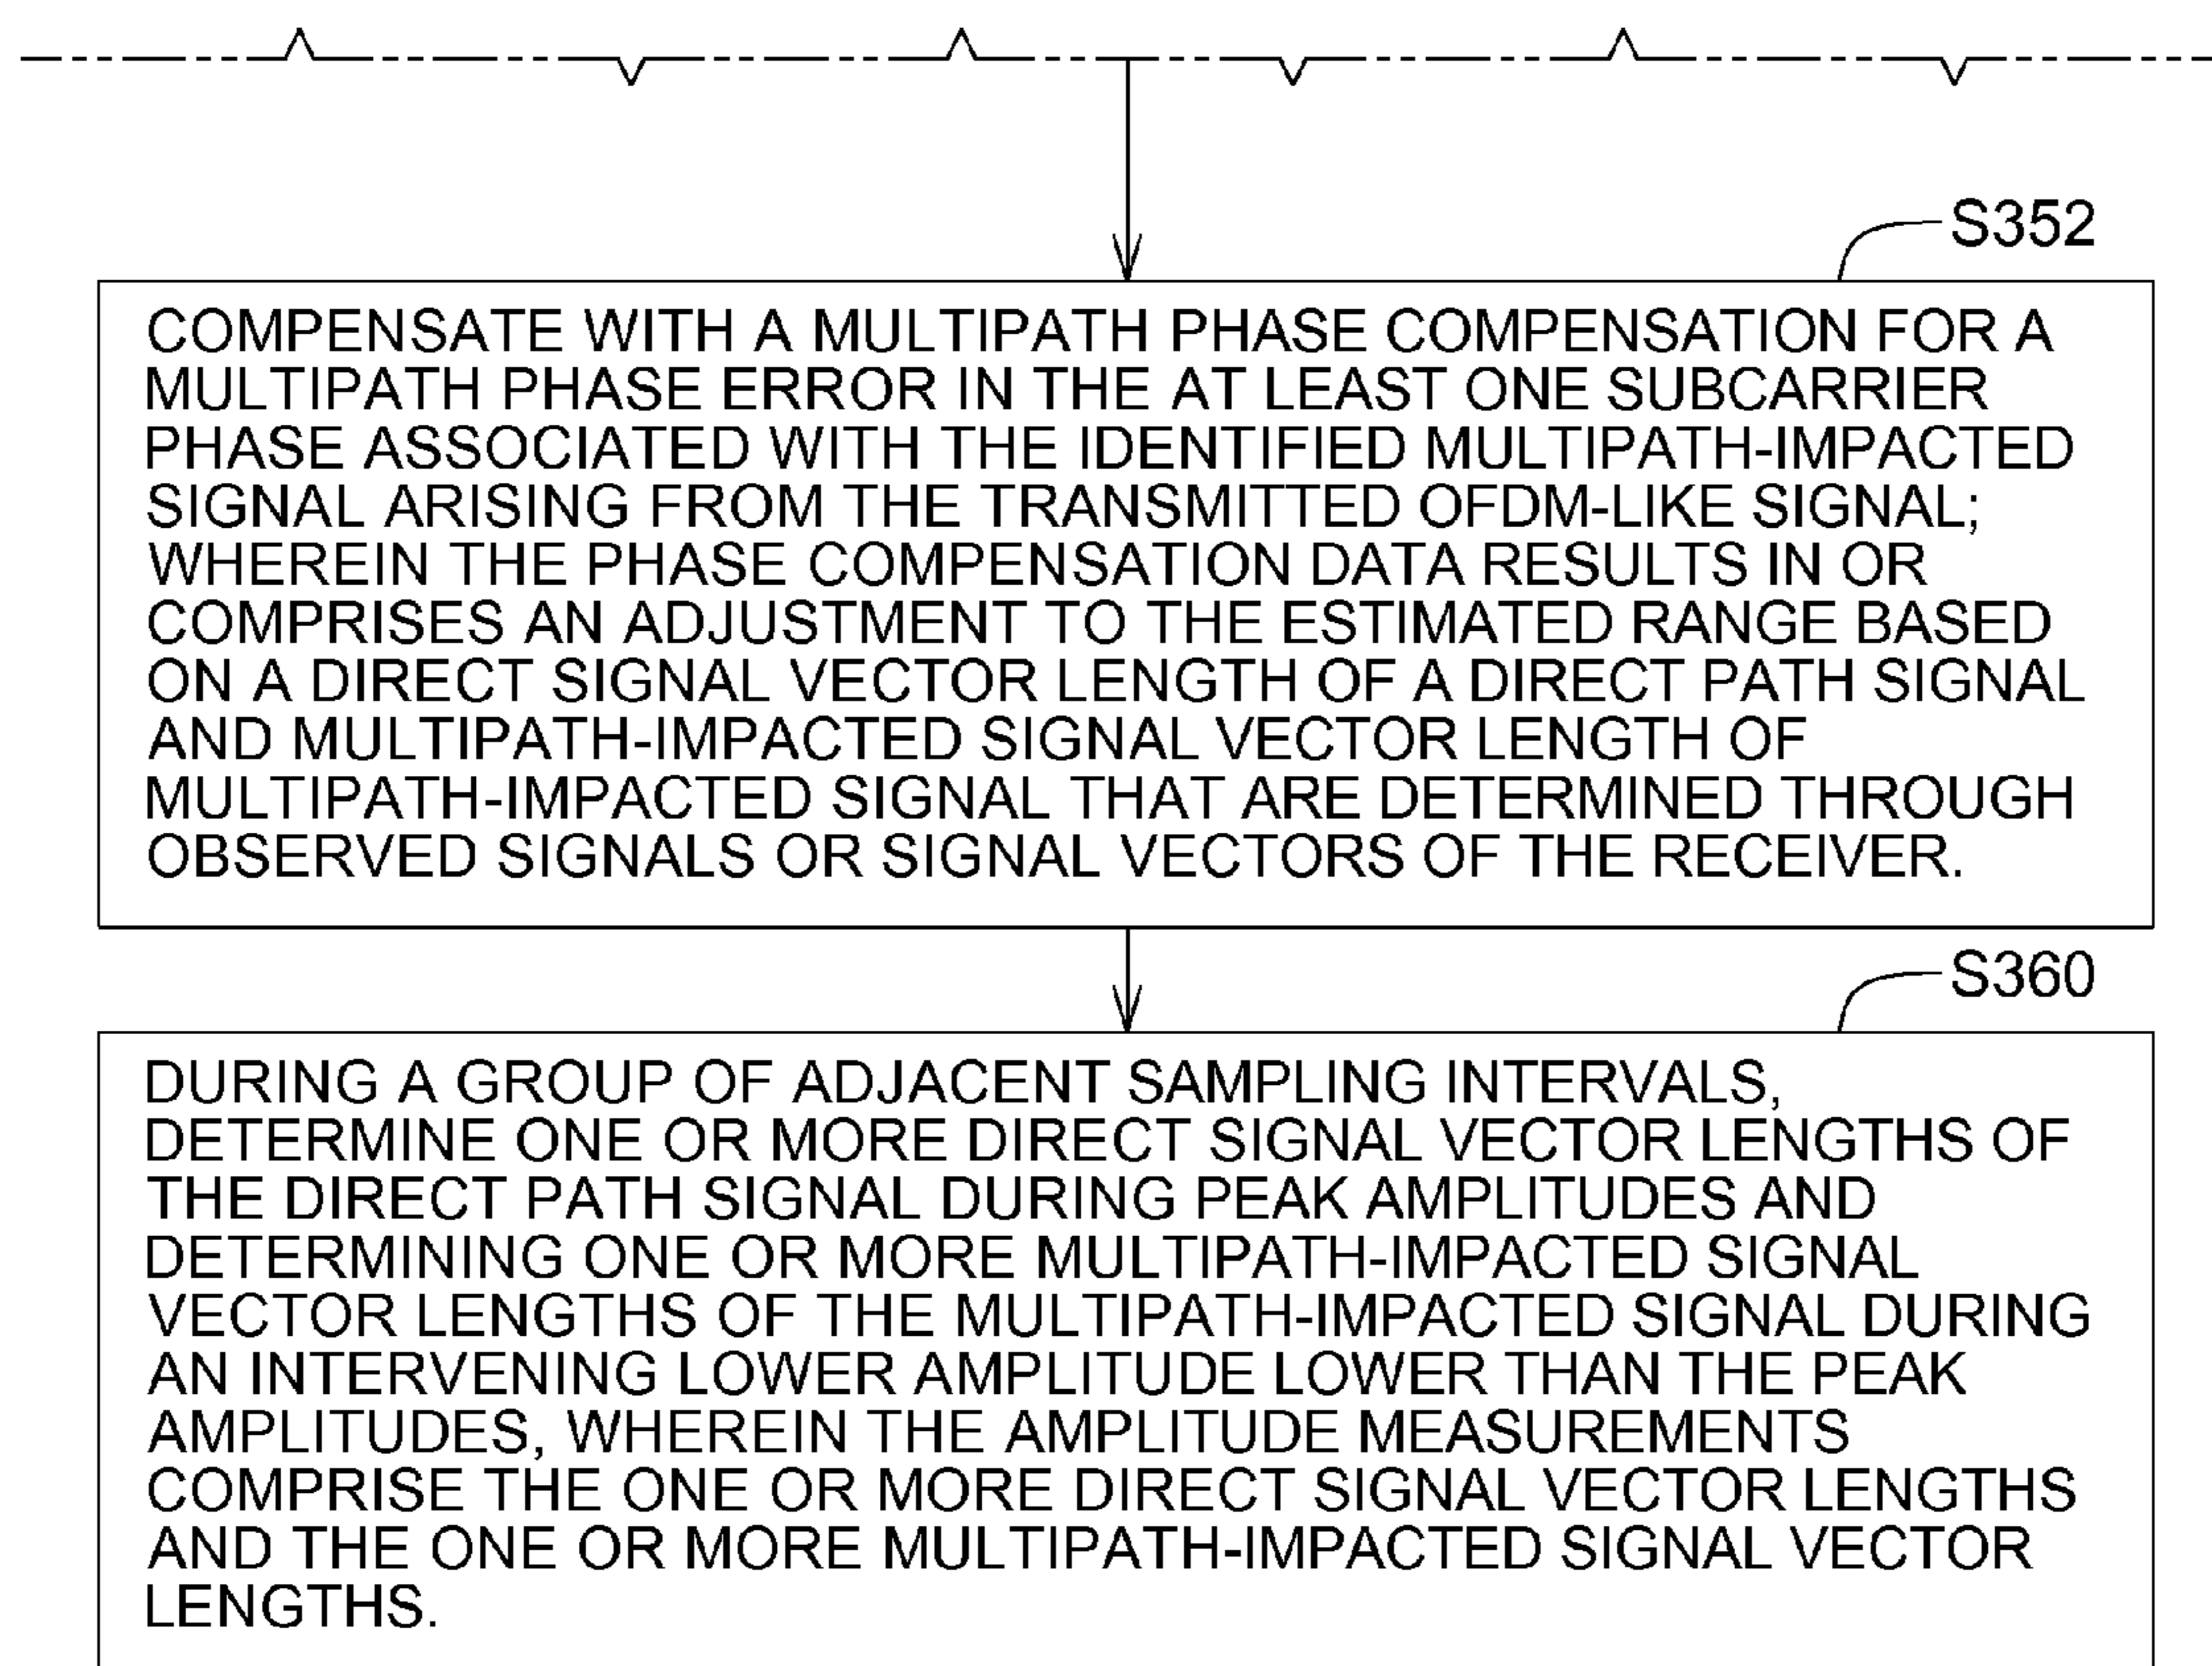 S352
COMPENSATE WITH A MULTIPATH PHASE COMPENSATION FOR A
MULTIPATH PHASE ERROR IN THE AT LEAST ONE SUBCARRIER
PHASE ASSOCIATED WITH THE IDENTIFIED MULTIPATH-IMPACTED
SIGNAL ARISING FROM THE TRANSMITTED OFDM-LIKE SIGNAL;
WHEREIN THE PHASE COMPENSATION DATA RESULTS IN OR
COMPRISES AN ADJUSTMENT TO THE ESTIMATED RANGE BASED
ON A DIRECT SIGNAL VECTOR LENGTH OF A DIRECT PATH SIGNAL
AND MULTIPATH-IMPACTED SIGNAL VECTOR LENGTH OF
MULTIPATH-IMPACTED SIGNAL THAT ARE DETERMINED THROUGH
OBSERVED SIGNALS OR SIGNAL VECTORS OF THE RECEIVER.
S360
DURING A GROUP OF ADJACENT SAMPLING INTERVALS,
DETERMINE ONE OR MORE DIRECT SIGNAL VECTOR LENGTHS OF
THE DIRECT PATH SIGNAL DURING PEAK AMPLITUDES AND
DETERMINING ONE OR MORE MULTIPATH-IMPACTED SIGNAL
VECTOR LENGTHS OF THE MULTIPATH-IMPACTED SIGNAL DURING
AN INTERVENING LOWER AMPLITUDE LOWER THAN THE PEAK
AMPLITUDES, WHEREIN THE AMPLITUDE MEASUREMENTS
COMPRISE THE ONE OR MORE DIRECT SIGNAL VECTOR LENGTHS
AND THE ONE OR MORE MULTIPATH-IMPACTED SIGNAL VECTOR
LENGTHS.